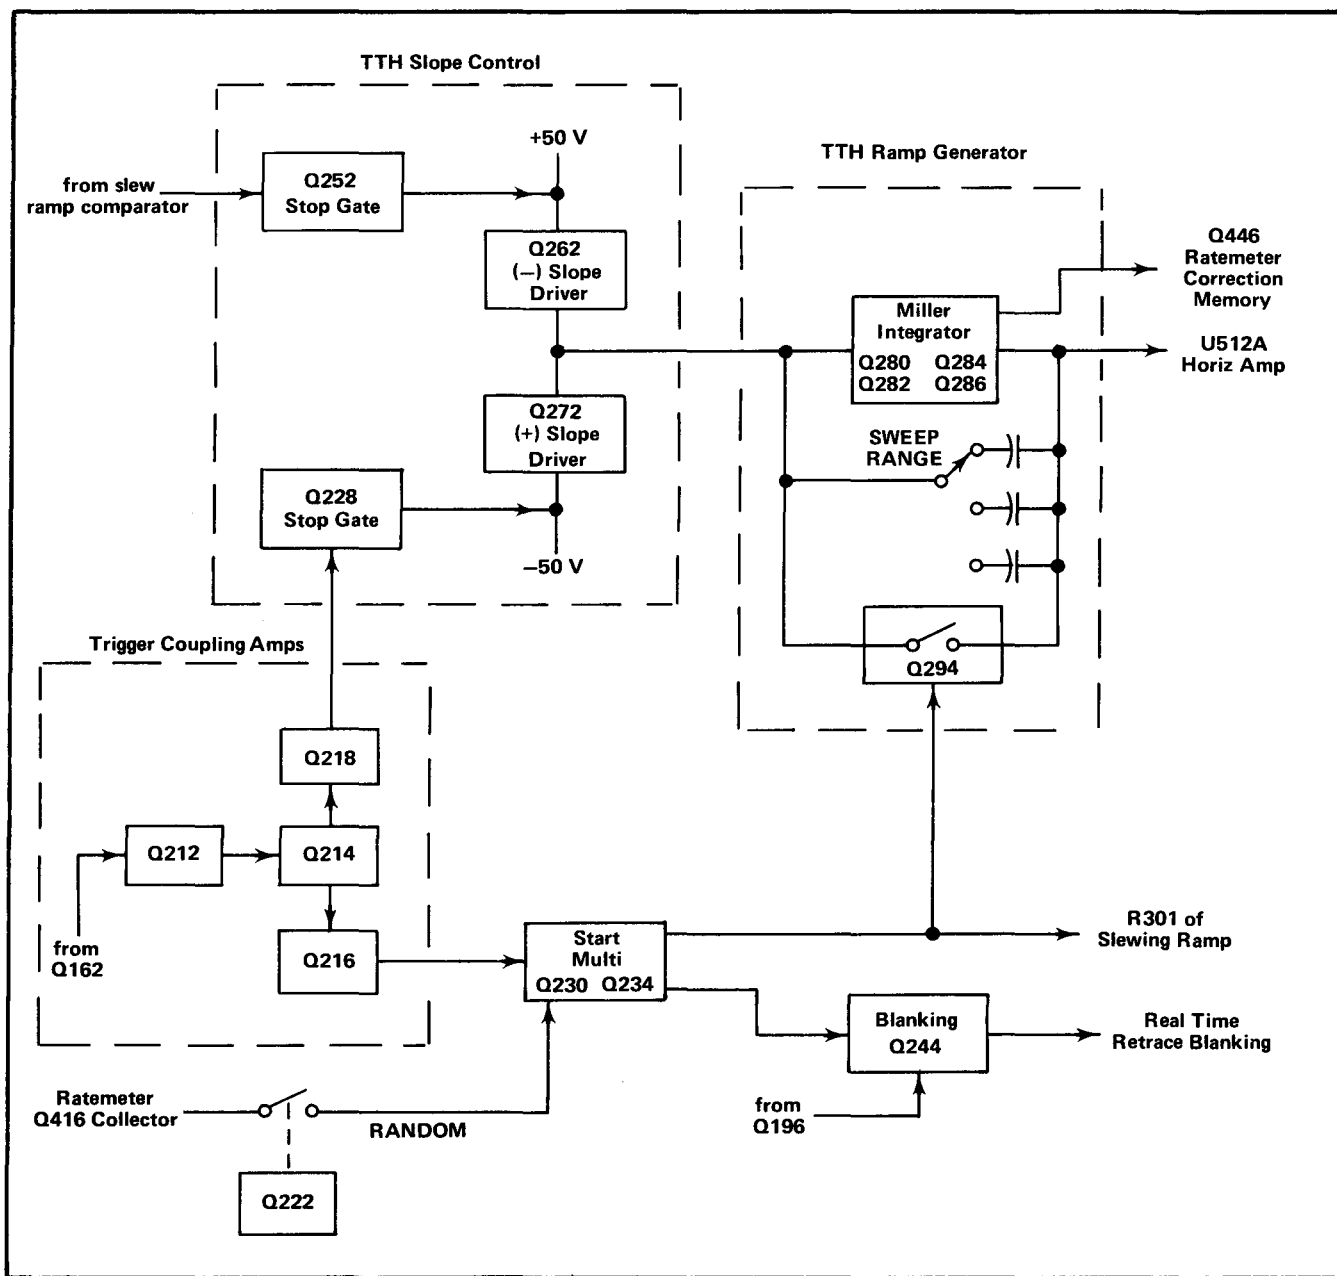 TTH Slope Control
+50 V
from slew
ramp comparator
Q252
Stop Gate
Q262
(—) Slope
Driver
Q272
(+) Slope
Driver
Q228
Stop Gate
—50 V
TTH Ramp Generator
Miller
Integrator
Q280 Q284
Q282 Q286
Q446
Ratemeter
Correction
Memory
U512A
Horiz Amp
SWEEP
RANGE
Q294
Trigger Coupling Amps
Q218
Q212
Q214
from
Q162
Q216
Start
Multi
Q230 Q234
R301 of
Slewing Ramp
Blanking
Q244
Real Time
Retrace Blanking
from
Q196
Ratemeter
Q416 Collector
RANDOM
Q222